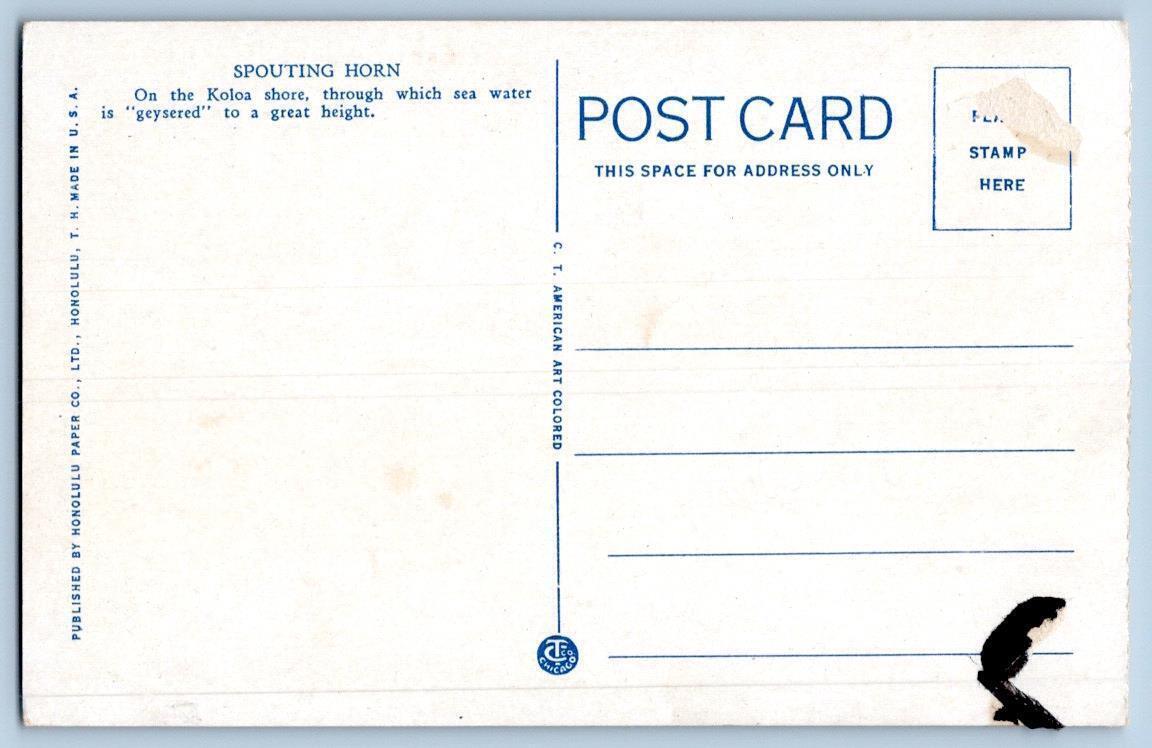 SPOUTING HORN
On the Koloa shore, through which sea water
is "geysered" to a great height.
PUBLISHED BY HONOLULU PAPER CO., LTD., HONOLULU, T. H. MADE IN U. S. A.
C. T. AMERICAN ART COLORED
CT CO. CHICAGO
POST CARD
THIS SPACE FOR ADDRESS ONLY
STAMP
HERE